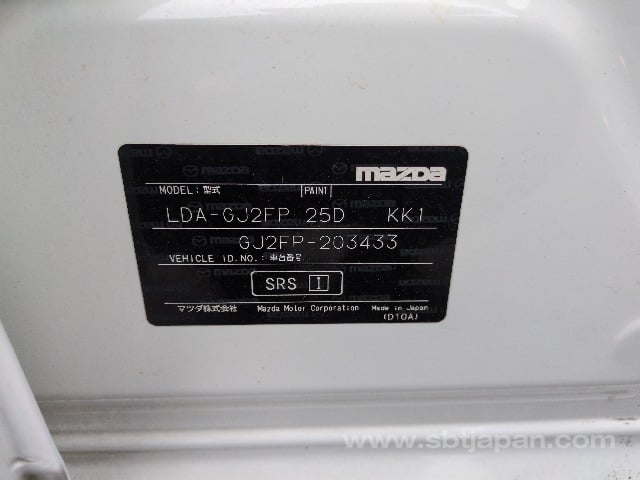 mazda
MODEL:型式 PAINT
LDA-GJ2FP 25D KK1
GJ2FP-203433
VEHICLE ID.NO.:車台番号
SRS I
マツダ株式会社 Mazda Motor Corporation Made in Japan
(D10A)
www.sbtjapan.com